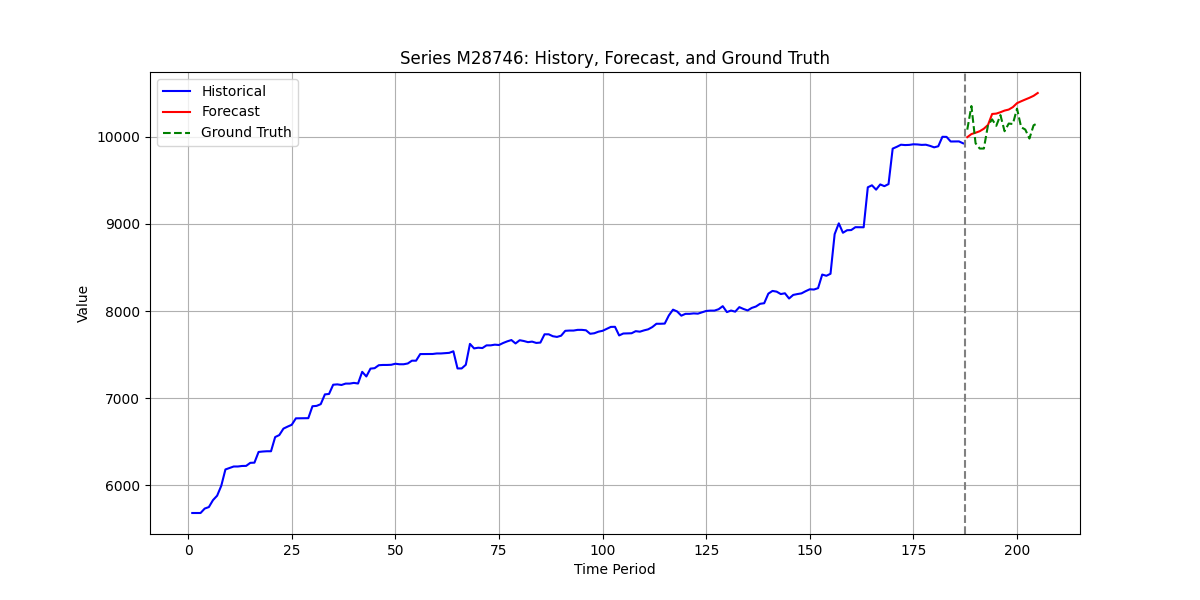 Series M28746: History, Forecast, and Ground Truth
Historical
Forecast
Ground Truth
10000
9000
8000
7000
6000
Value
0 25 50 75 100 125 150 175 200
Time Period